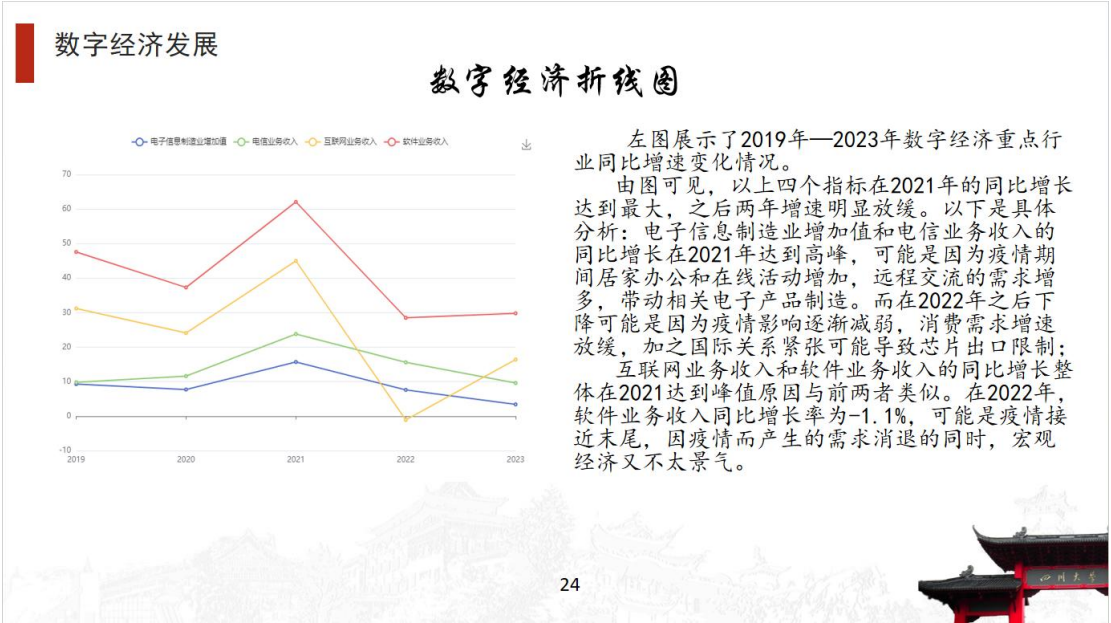 数字经济发展
数字经济折线图
电子信息制造业增加值 电信业务收入 互联网业务收入 软件业务收入
70
60
50
40
30
20
10
0
-10
2019 2020 2021 2022 2023
左图展示了2019年—2023年数字经济重点行
业同比增速变化情况。
由图可见，以上四个指标在2021年的同比增长
达到最大，之后两年增速明显放缓。以下是具体
分析：电子信息制造业增加值和电信业务收入的
同比增长在2021年达到高峰，可能是因为疫情期
间居家办公和在线活动增加，远程交流的需求增
多，带动相关电子产品制造。而在2022年之后下
降可能是因为疫情影响逐渐减弱，消费需求增速
放缓，加之国际关系紧张可能导致芯片出口限制；
互联网业务收入和软件业务收入的同比增长整
体在2021达到峰值原因与前两者类似。在2022年，
软件业务收入同比增长率为-1.1%，可能是疫情接
近末尾，因疫情而产生的需求消退的同时，宏观
经济又不太景气。
24
四川大学